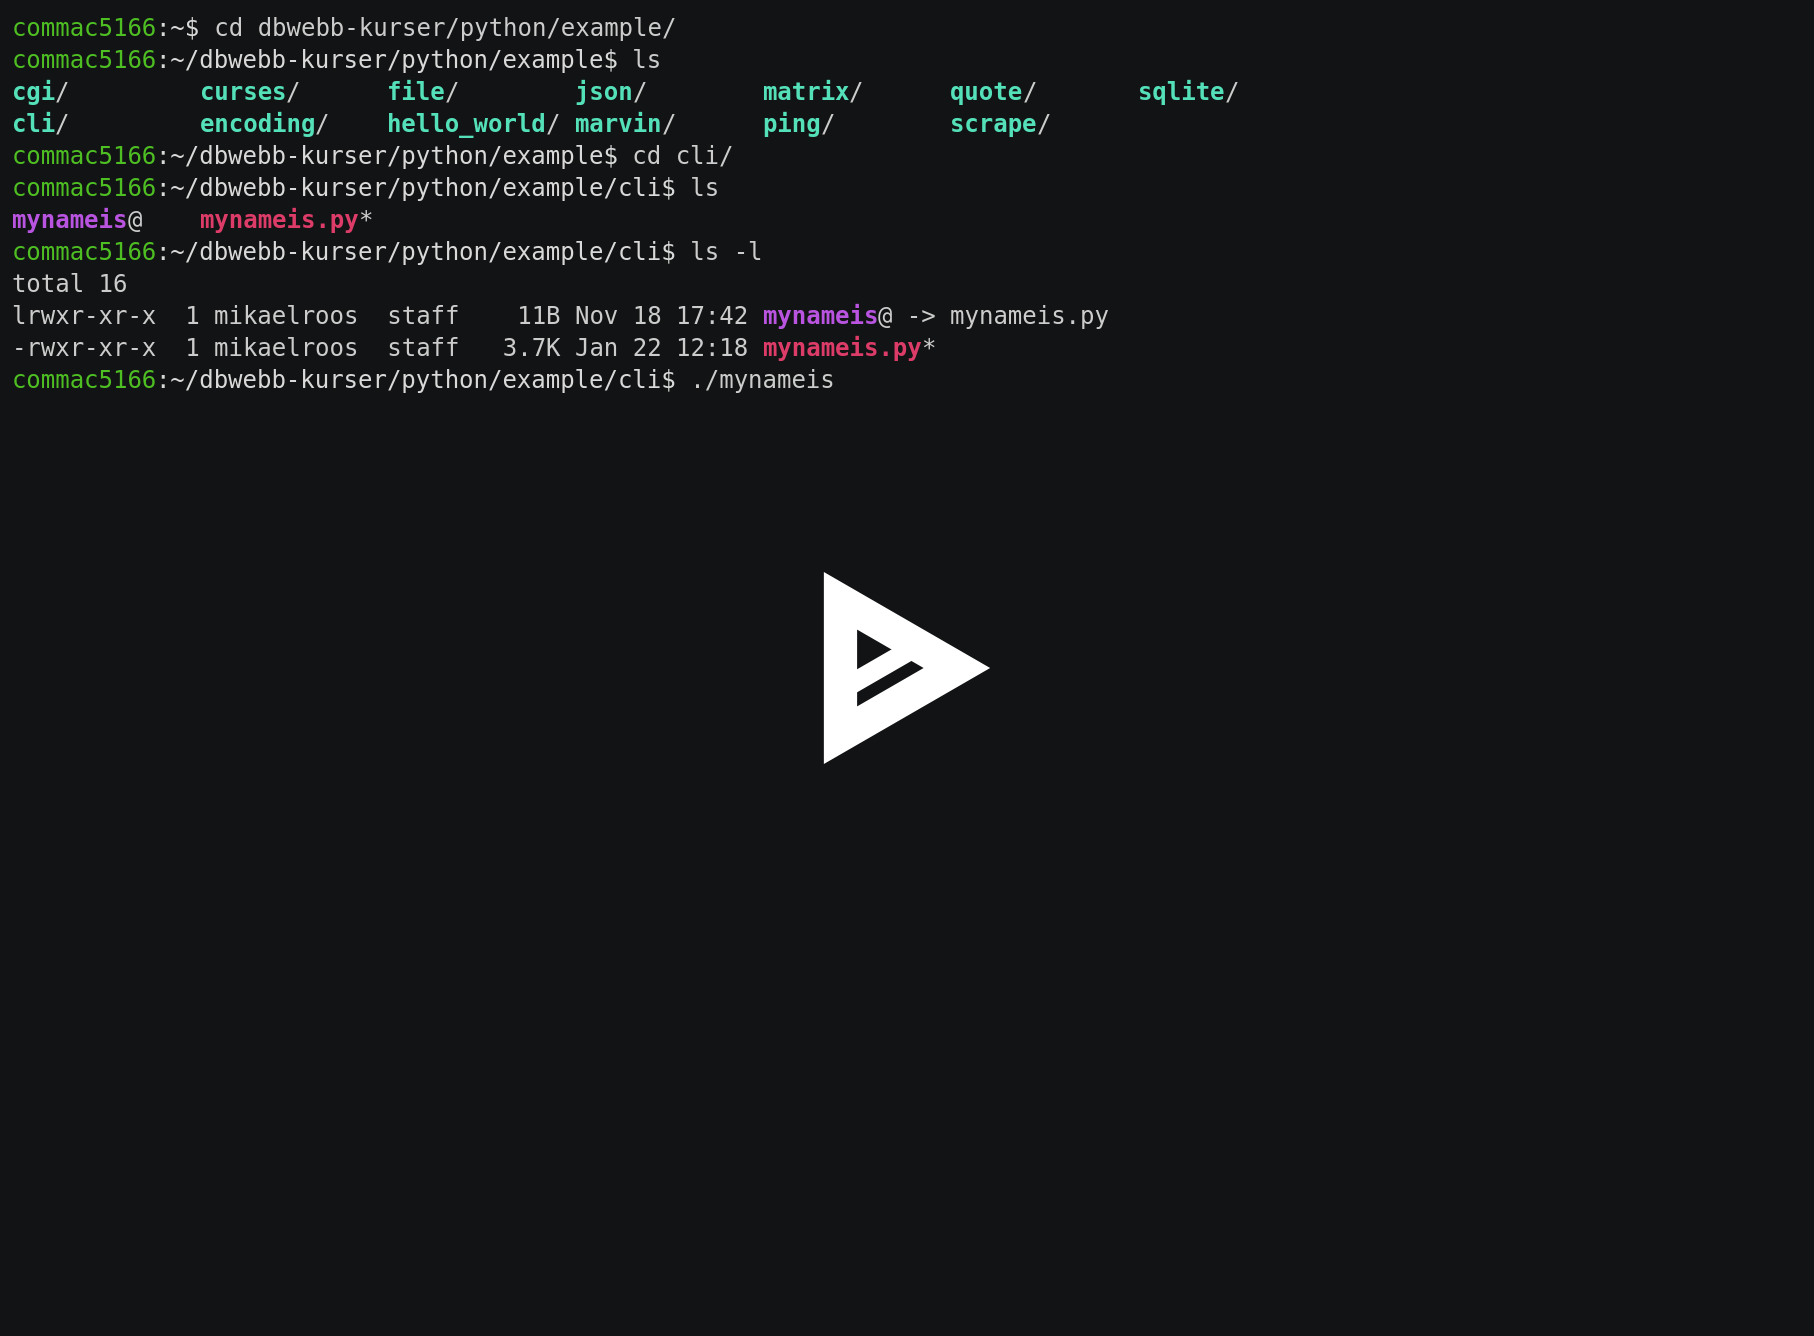 commac5166:~$ cd dbwebb-kurser/python/example/
commac5166:~/dbwebb-kurser/python/example$ ls
cgi/         curses/      file/        json/        matrix/      quote/       sqlite/
cli/         encoding/    hello_world/ marvin/      ping/        scrape/
commac5166:~/dbwebb-kurser/python/example$ cd cli/
commac5166:~/dbwebb-kurser/python/example/cli$ ls
mynameis@    mynameis.py*
commac5166:~/dbwebb-kurser/python/example/cli$ ls -l
total 16
lrwxr-xr-x  1 mikaelroos  staff    11B Nov 18 17:42 mynameis@ -> mynameis.py
-rwxr-xr-x  1 mikaelroos  staff   3.7K Jan 22 12:18 mynameis.py*
commac5166:~/dbwebb-kurser/python/example/cli$ ./mynameis